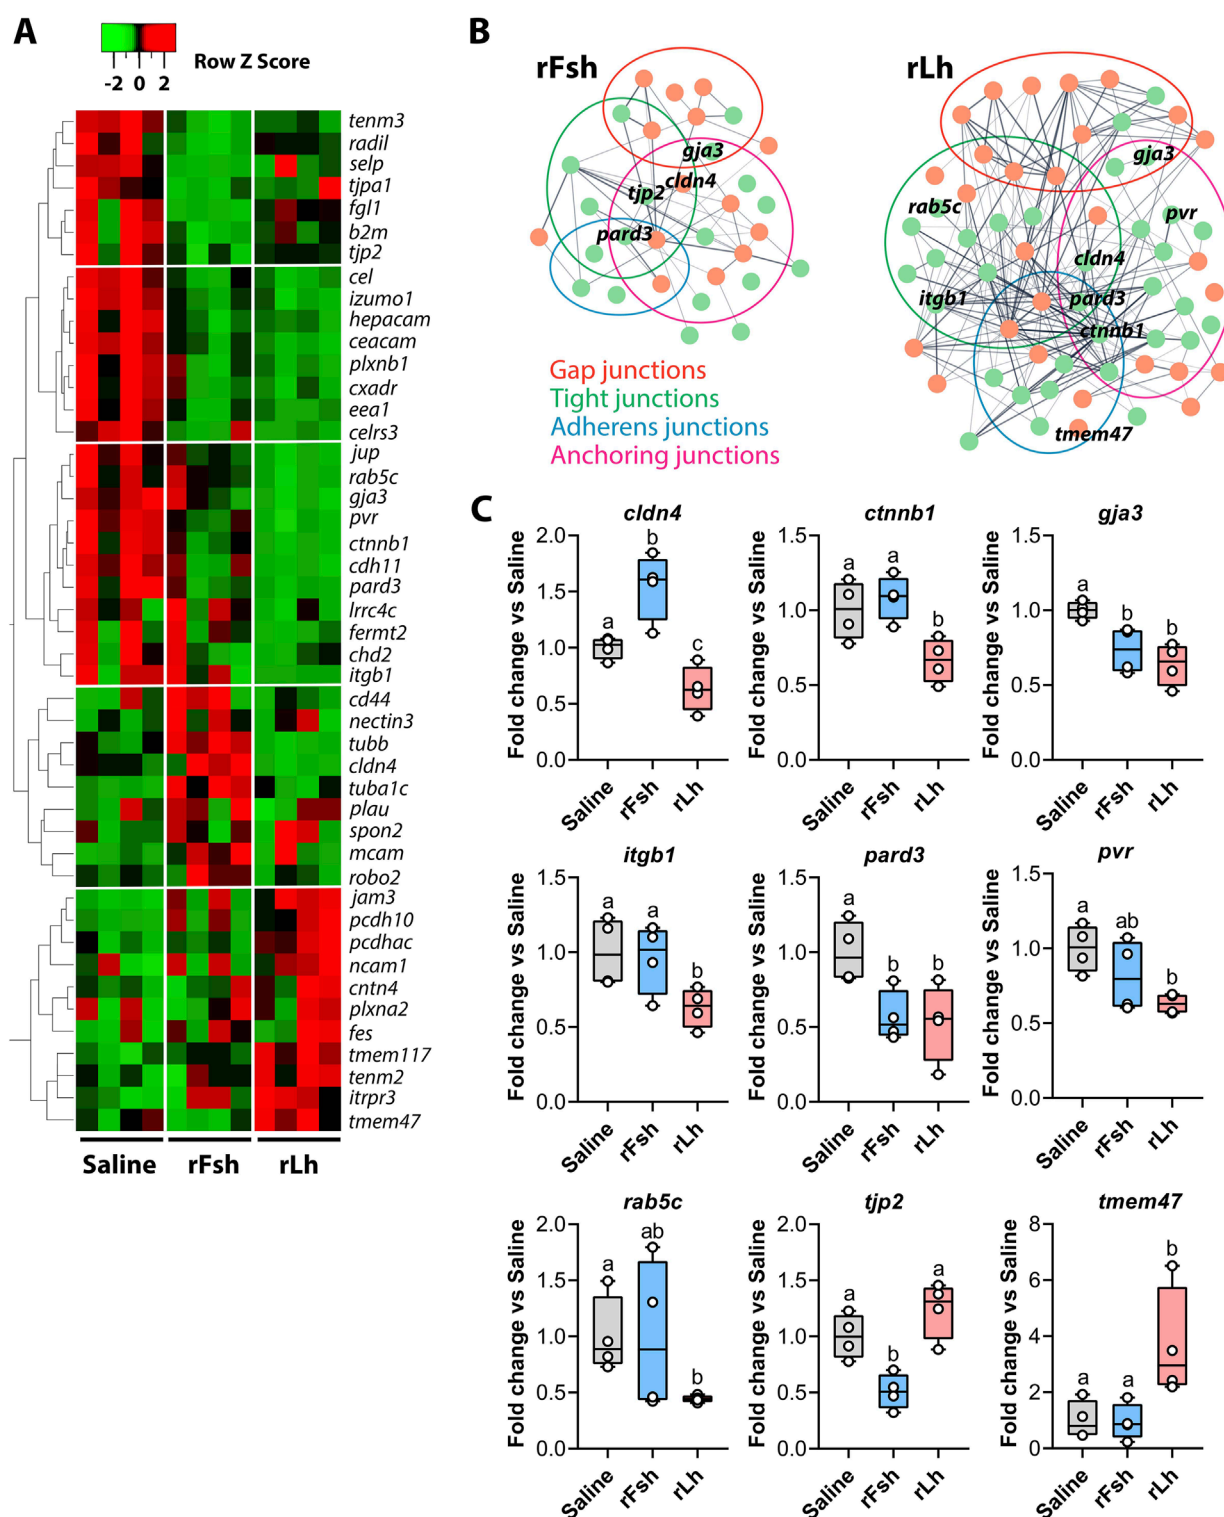 A
Row Z Score
-2 0 2
tenm3
radil
selp
tjpa1
fgl1
b2m
tjp2
cel
izumo1
hepacam
ceacam
plxnb1
cxadr
eea1
celrs3
jup
rab5c
gja3
pvr
ctnnb1
cdh11
pard3
lrrc4c
fermt2
chd2
itgb1
cd44
nectin3
tubb
cldn4
tuba1c
plau
spon2
mcam
robo2
jam3
pcdh10
pcdhac
ncam1
cntn4
plxna2
fes
tmem117
tenm2
itrpr3
tmem47
Saline rFsh rLh
B
rFsh
gja3
cldn4
tjp2
pard3
rLh
gja3
rab5c
pvr
cldn4
itgb1
pard3
ctnnb1
tmem47
Gap junctions
Tight junctions
Adherens junctions
Anchoring junctions
C
cldn4
Fold change vs Saline
2.0
1.5
1.0
0.5
0.0
a
b
c
Saline
rFsh
rLh
ctnnb1
Fold change vs Saline
1.5
1.0
0.5
0.0
a
a
b
Saline
rFsh
rLh
gja3
Fold change vs Saline
1.5
1.0
0.5
0.0
a
b
b
Saline
rFsh
rLh
itgb1
Fold change vs Saline
1.5
1.0
0.5
0.0
a
a
b
Saline
rFsh
rLh
pard3
Fold change vs Saline
1.5
1.0
0.5
0.0
a
b
b
Saline
rFsh
rLh
pvr
Fold change vs Saline
1.5
1.0
0.5
0.0
a
ab
b
Saline
rFsh
rLh
rab5c
Fold change vs Saline
2.0
1.5
1.0
0.5
0.0
a
ab
b
Saline
rFsh
rLh
tjp2
Fold change vs Saline
2.0
1.5
1.0
0.5
0.0
a
b
a
Saline
rFsh
rLh
tmem47
Fold change vs Saline
8
6
4
2
0
a
a
b
Saline
rFsh
rLh